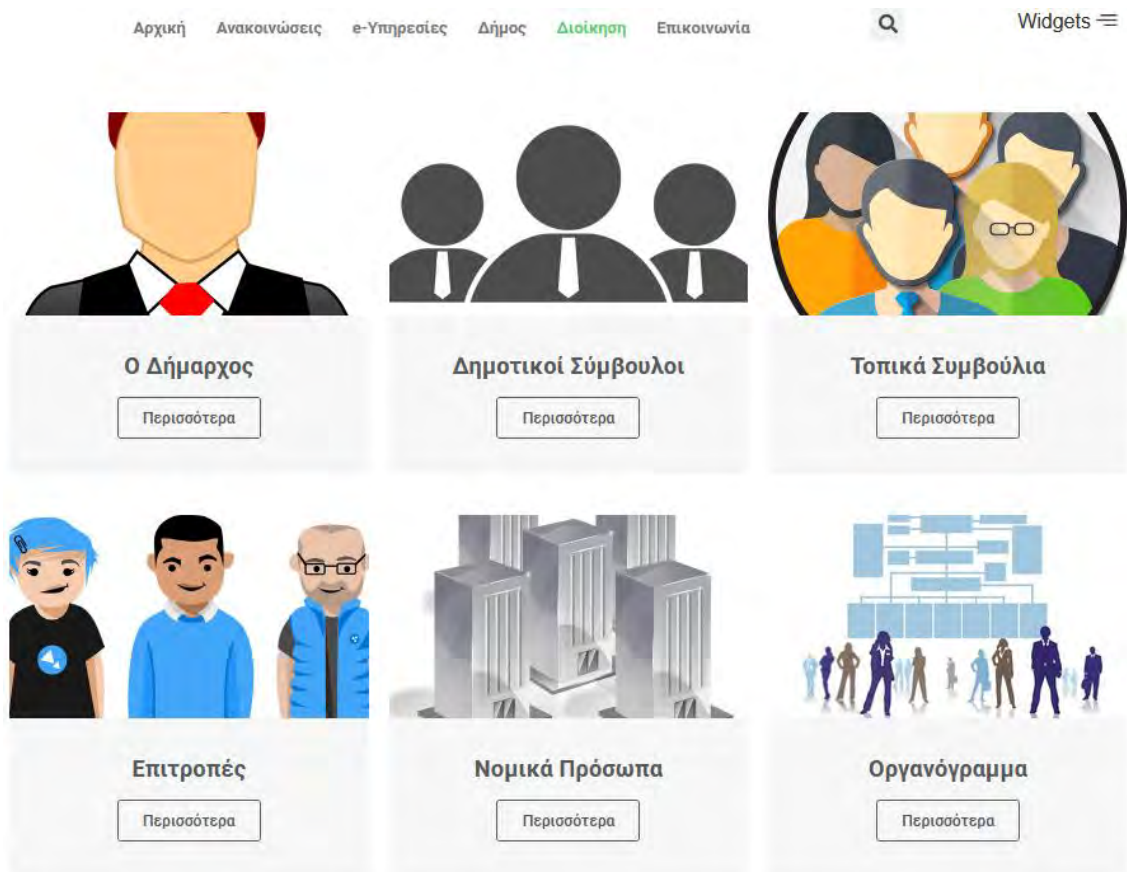 Αρχική Ανακοινώσεις e-Υπηρεσίες Δήμος Διοίκηση Επικοινωνία Widgets
Ο Δήμαρχος Δημοτικοί Σύμβουλοι Τοπικά Συμβούλια
Περισσότερα Περισσότερα Περισσότερα
Επιτροπές Νομικά Πρόσωπα Οργανόγραμμα
Περισσότερα Περισσότερα Περισσότερα